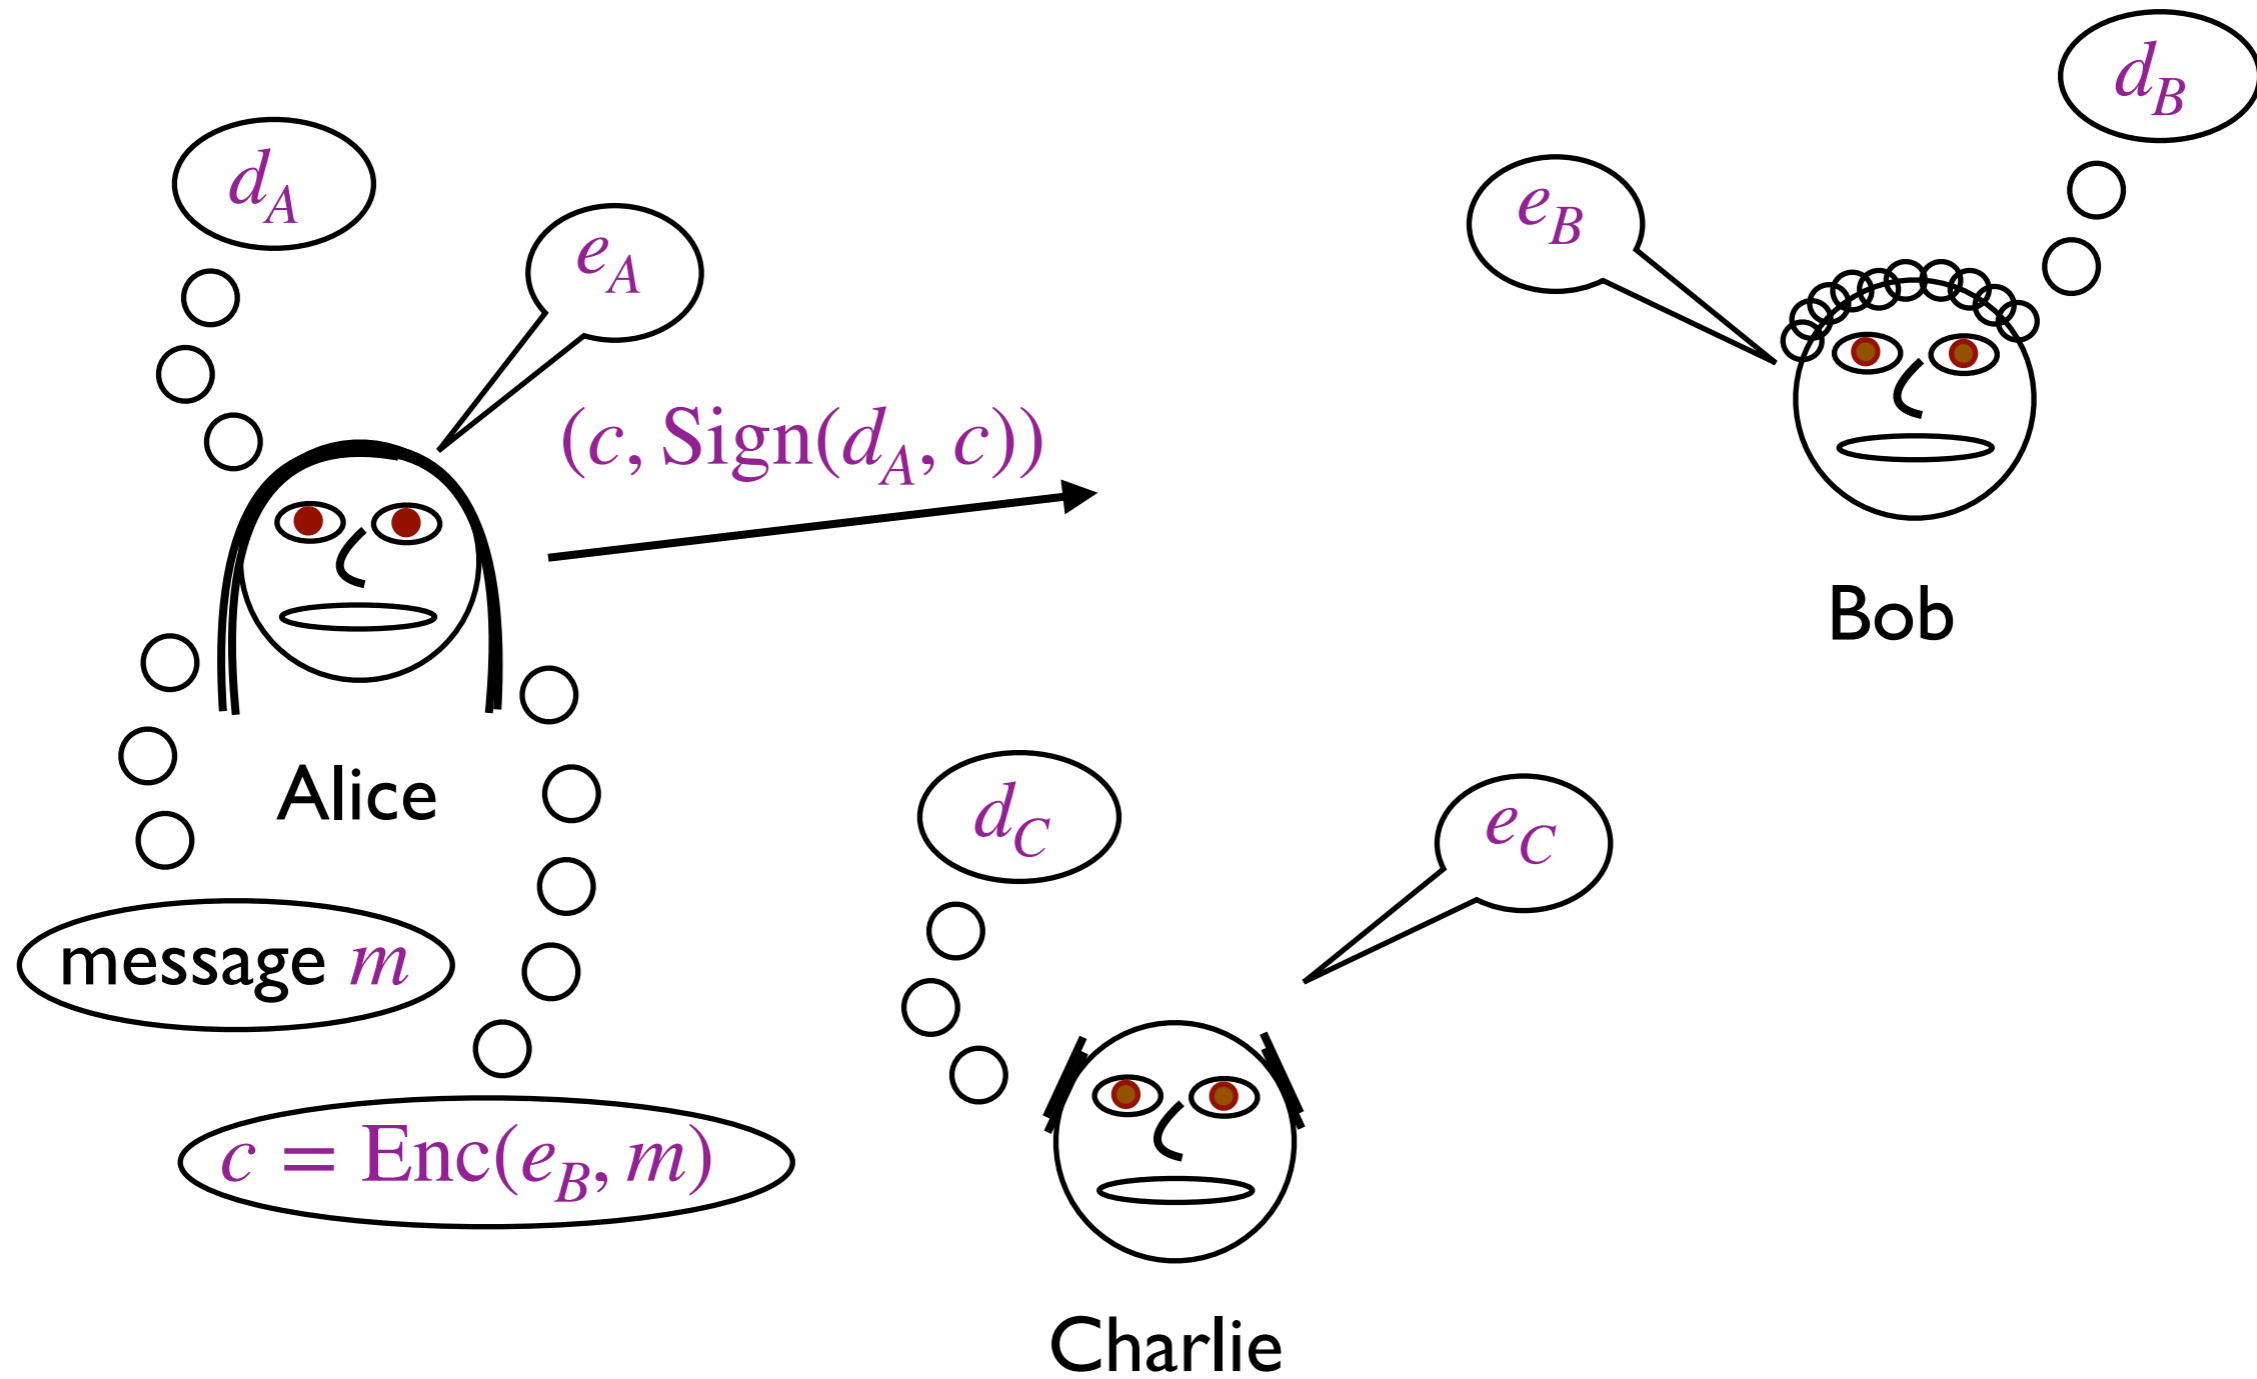 d_B
d_A
e_B
e_A
(c, Sign(d_A, c))
Bob
Alice
d_C
e_C
message m
c = Enc(e_B, m)
Charlie